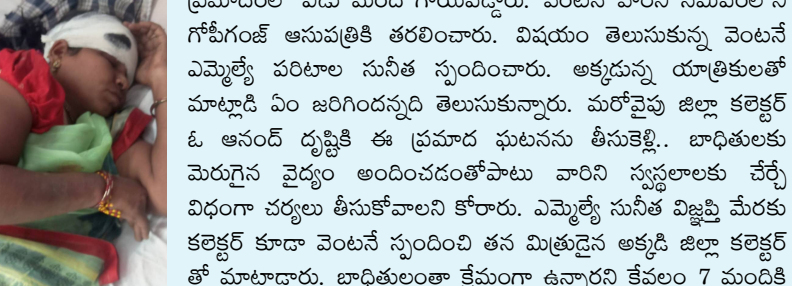 ప్రమాదంలో ఏడు మంది గాయపడ్డారు. వెంటనే వారిని సమీపంలోని
గోపీగంజ్ ఆసుపత్రికి తరలించారు. విషయం తెలుసుకున్న వెంటనే
ఎమ్మెల్యే పరిటాల సునీత స్పందించారు. అక్కడున్న యాత్రికులతో
మాట్లాడి ఏం జరిగిందన్నది తెలుసుకున్నారు. మరోవైపు జిల్లా కలెక్టర్
ఓ ఆనంద్ దృష్టికి ఈ ప్రమాద ఘటనను తీసుకెళ్లి.. బాధితులకు
మెరుగైన వైద్యం అందించడంతోపాటు వారిని స్వస్థలాలకు చేర్చే
విధంగా చర్యలు తీసుకోవాలని కోరారు. ఎమ్మెల్యే సునీత విజ్ఞప్తి మేరకు
కలెక్టర్ కూడా వెంటనే స్పందించి తన మిత్రుడైన అక్కడి జిల్లా కలెక్టర్
తో మాట్లాడారు. బాధితులంతా క్షేమంగా ఉన్నారని కేవలం 7 మందికి